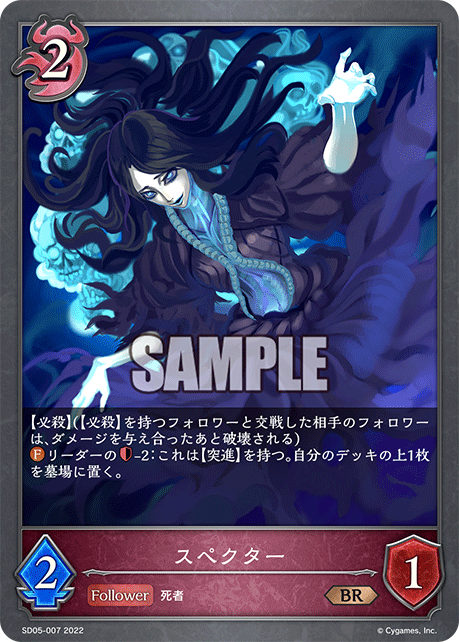 2
SAMPLE
【必殺】(【必殺】を持つフォロワーと交戦した相手のフォロワー
は、ダメージを与え合ったあと破壊される)
F リーダーの -2:これは【突進】を持つ。自分のデッキの上1枚
を墓場に置く。
スペクター
2
Follower 死者
BR
1
SD05-007 2022
© Cygames, Inc.